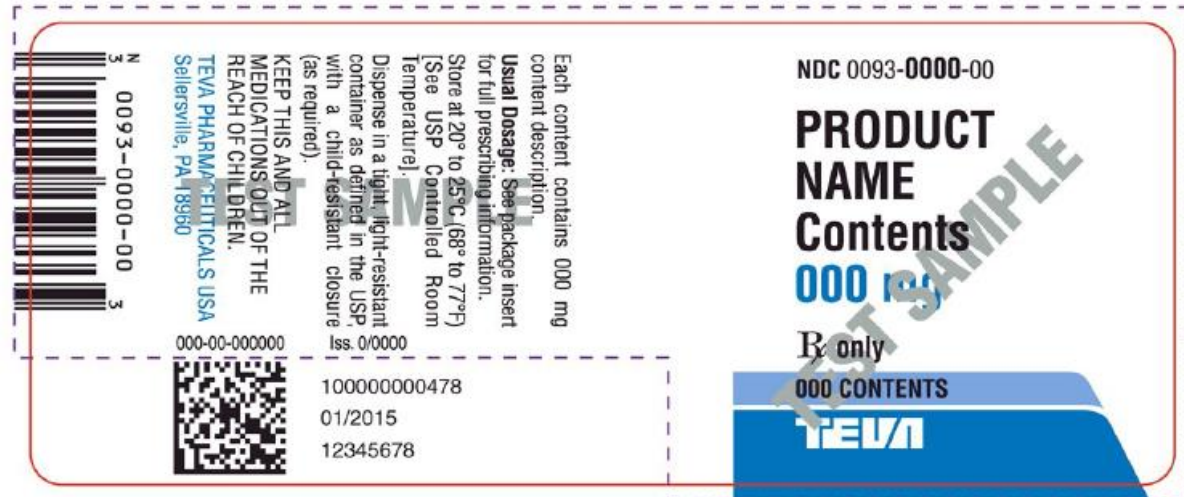 N
3 0093-0000-00 3
Each content contains 000 mg
content description.
Usual Dosage: See package insert
for full prescribing information.
Store at 20° to 25°C (68° to 77°F)
[See USP Controlled Room
Temperature].
Dispense in a tight, light-resistant
container as defined in the USP,
with a child-resistant closure
(as required).
KEEP THIS AND ALL
MEDICATIONS OUT OF THE
REACH OF CHILDREN.
TEVA PHARMACEUTICALS USA
Sellersville, PA 18960
TEST SAMPLE
000-00-000000 Iss. 0/0000
100000000478
01/2015
12345678
NDC 0093-0000-00
PRODUCT
NAME
Contents
000 mg
Rx only
000 CONTENTS
TEVA
TEST SAMPLE